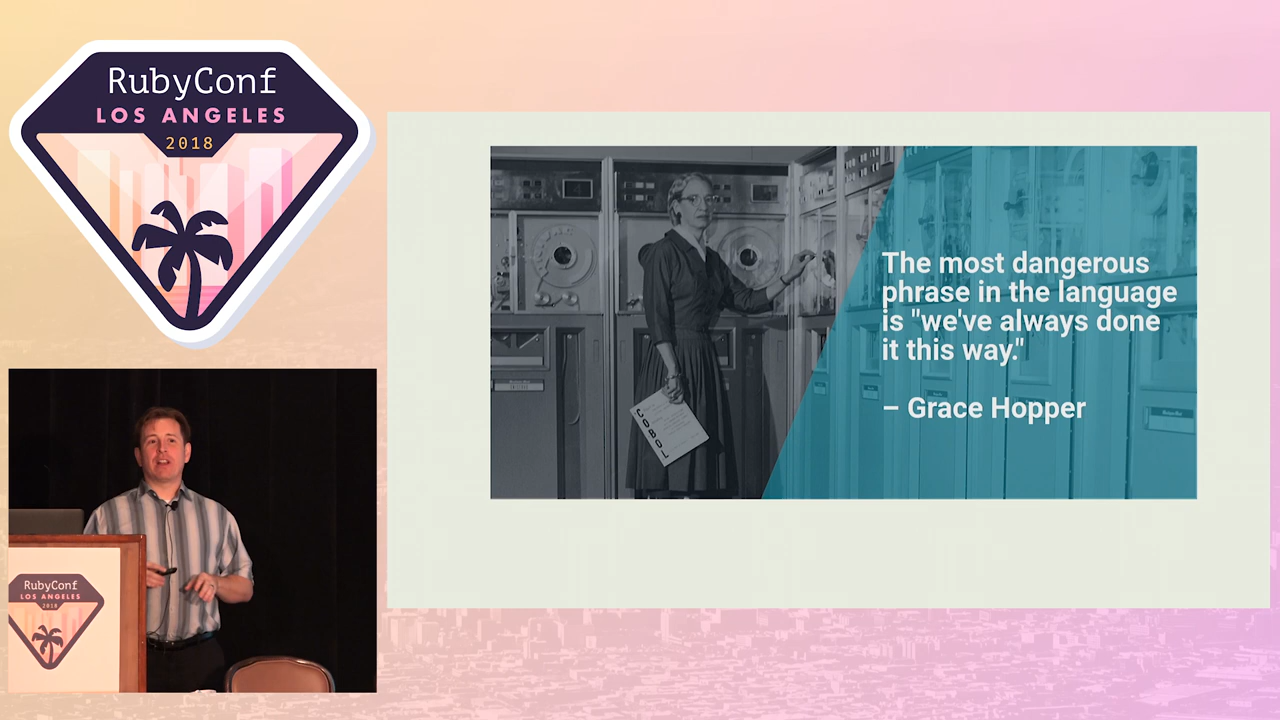 RubyConf
LOS ANGELES
2018
The most dangerous
phrase in the language
is "we've always done
it this way."
– Grace Hopper
COBOL
RubyConf
LOS ANGELES
2018